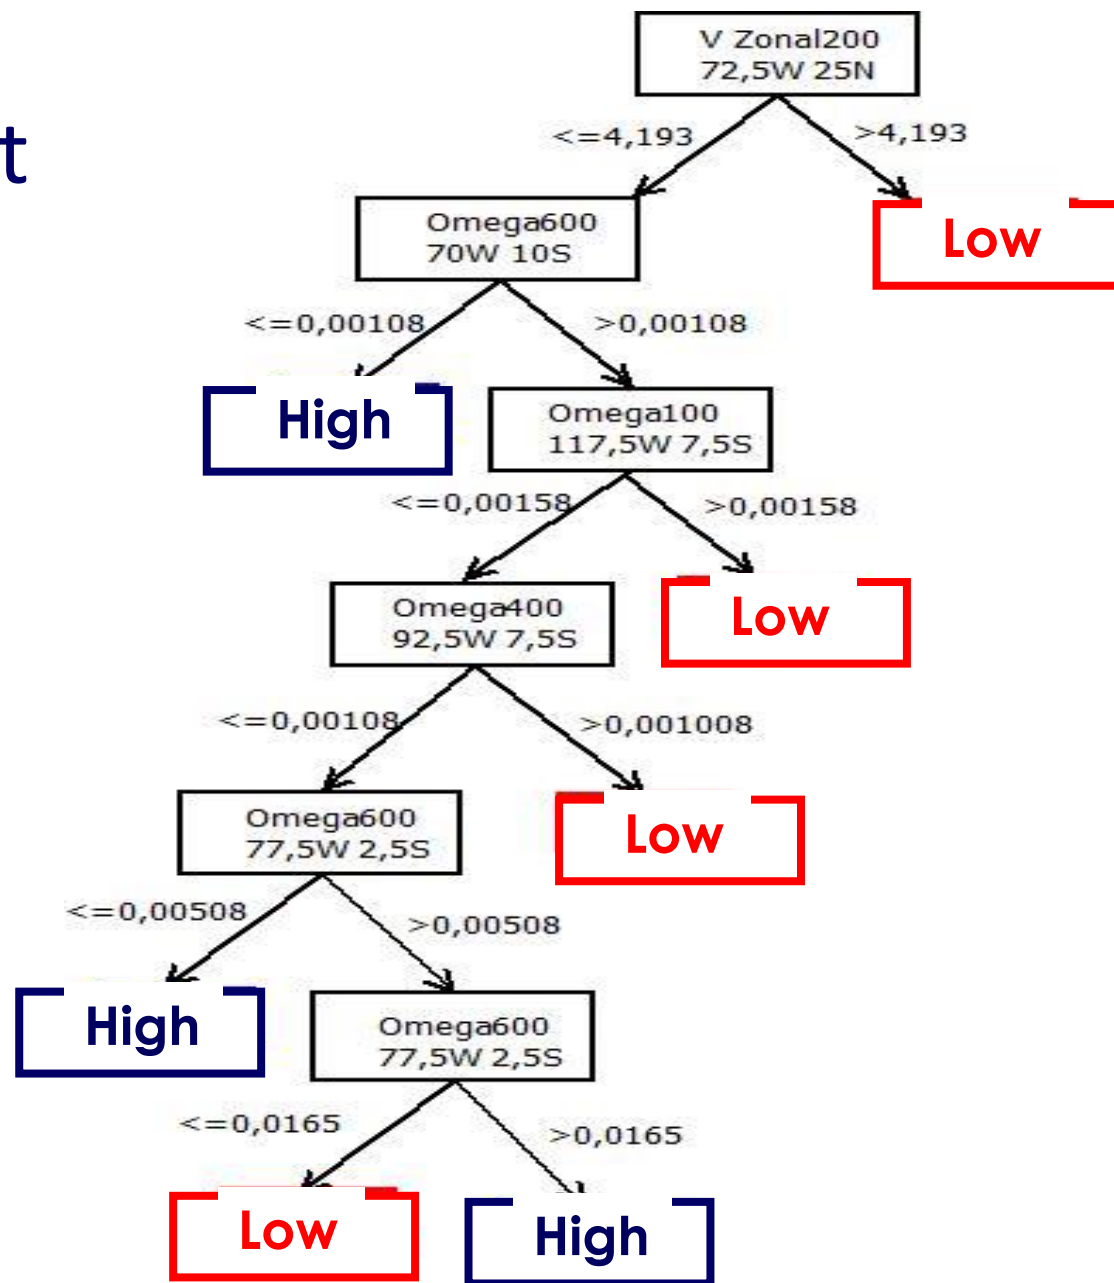 t
V Zonal200
72,5W 25N
<=4,193
>4,193
Omega600
70W 10S
Low
<=0,00108
>0,00108
High
Omega100
117,5W 7,5S
<=0,00158
>0,00158
Omega400
92,5W 7,5S
Low
<=0,00108
>0,001008
Omega600
77,5W 2,5S
Low
<=0,00508
>0,00508
High
Omega600
77,5W 2,5S
<=0,0165
>0,0165
Low
High